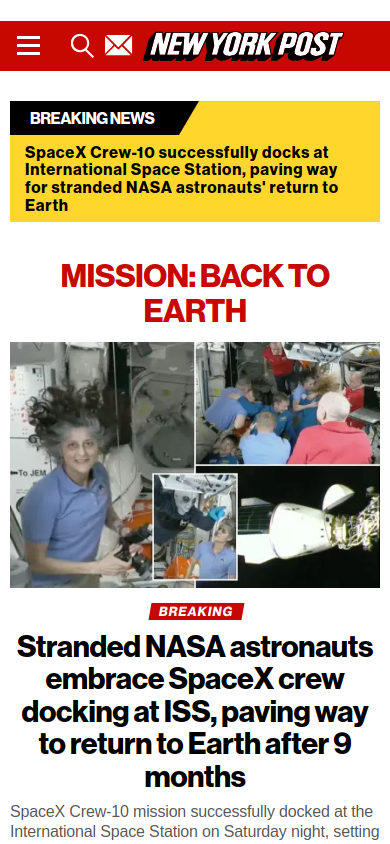 NEW YORK POST
BREAKING NEWS
SpaceX Crew-10 successfully docks at
International Space Station, paving way
for stranded NASA astronauts' return to
Earth
MISSION: BACK TO
EARTH
To JEM
BREAKING
Stranded NASA astronauts
embrace SpaceX crew
docking at ISS, paving way
to return to Earth after 9
months
SpaceX Crew-10 mission successfully docked at the
International Space Station on Saturday night, setting